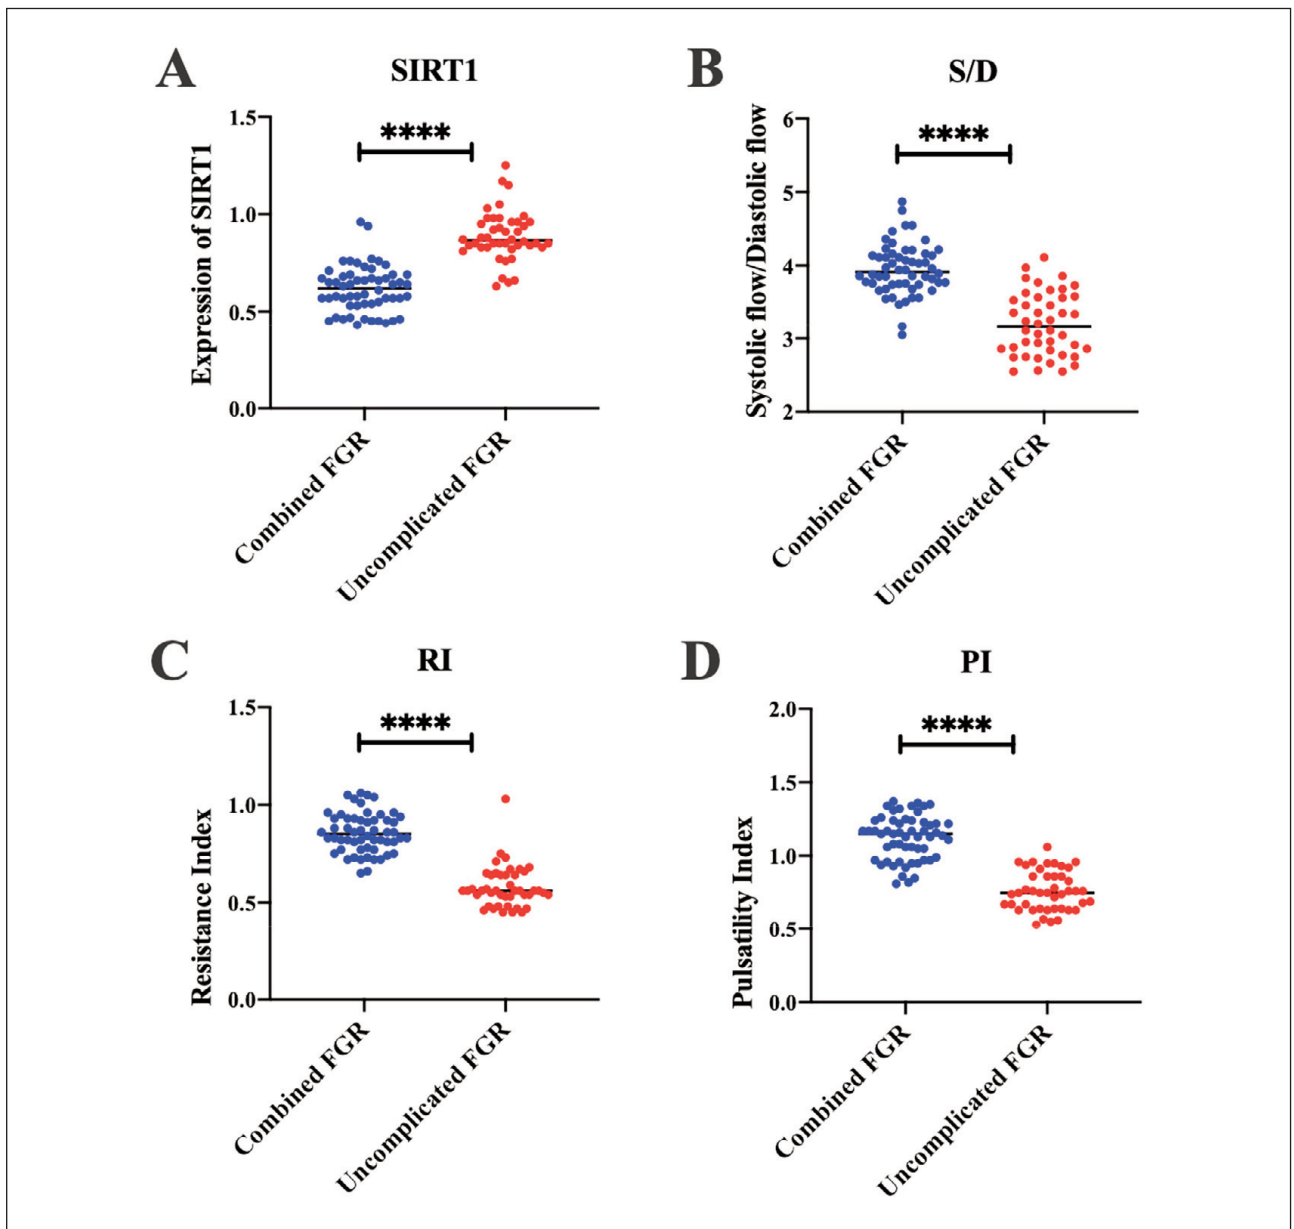 A
SIRT1
Expression of SIRT1
1.5
1.0
0.5
0.0
****
Combined FGR
Uncomplicated FGR
B
S/D
Systolic flow/Diastolic flow
6
5
4
3
2
****
Combined FGR
Uncomplicated FGR
C
RI
Resistance Index
1.5
1.0
0.5
0.0
****
Combined FGR
Uncomplicated FGR
D
PI
Pulsatility Index
2.0
1.5
1.0
0.5
0.0
****
Combined FGR
Uncomplicated FGR